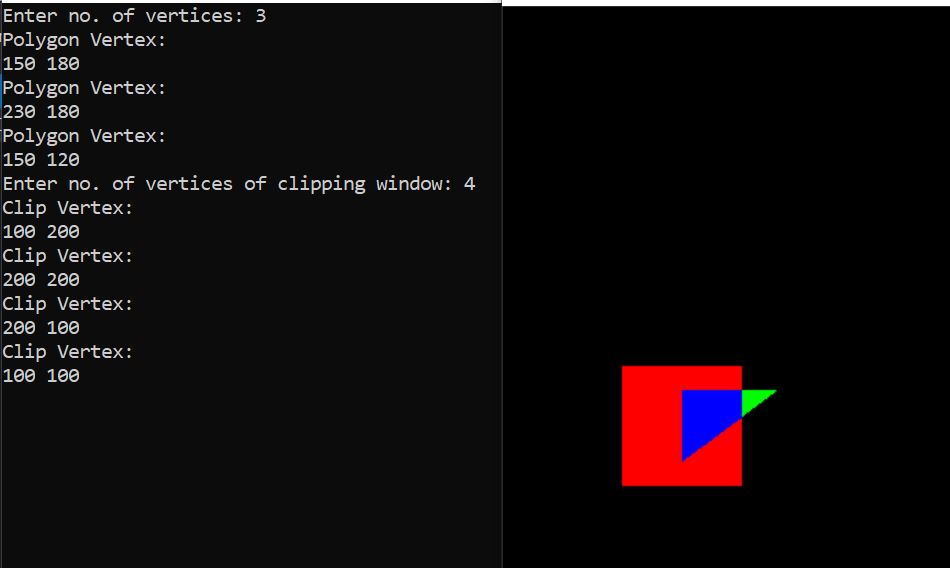 Enter no. of vertices: 3
Polygon Vertex:
150 180
Polygon Vertex:
230 180
Polygon Vertex:
150 120
Enter no. of vertices of clipping window: 4
Clip Vertex:
100 200
Clip Vertex:
200 200
Clip Vertex:
200 100
Clip Vertex:
100 100